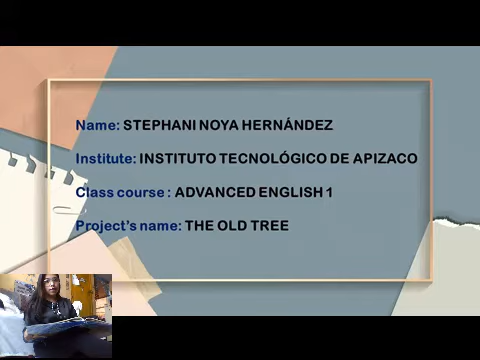 Name: STEPHANI NOYA HERNÁNDEZ
Institute: INSTITUTO TECNOLÓGICO DE APIZACO
Class course : ADVANCED ENGLISH 1
Project's name: THE OLD TREE